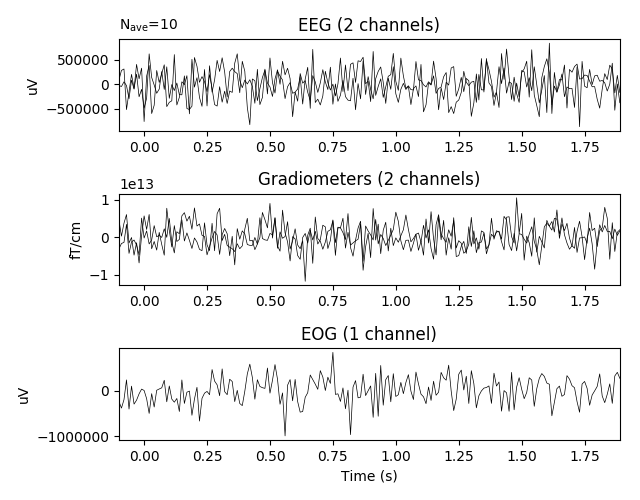 N_ave=10
EEG (2 channels)
500000
0
−500000
uV
0.00 0.25 0.50 0.75 1.00 1.25 1.50 1.75
1e13
Gradiometers (2 channels)
1
0
−1
fT/cm
0.00 0.25 0.50 0.75 1.00 1.25 1.50 1.75
EOG (1 channel)
0
−1000000
uV
0.00 0.25 0.50 0.75 1.00 1.25 1.50 1.75
Time (s)